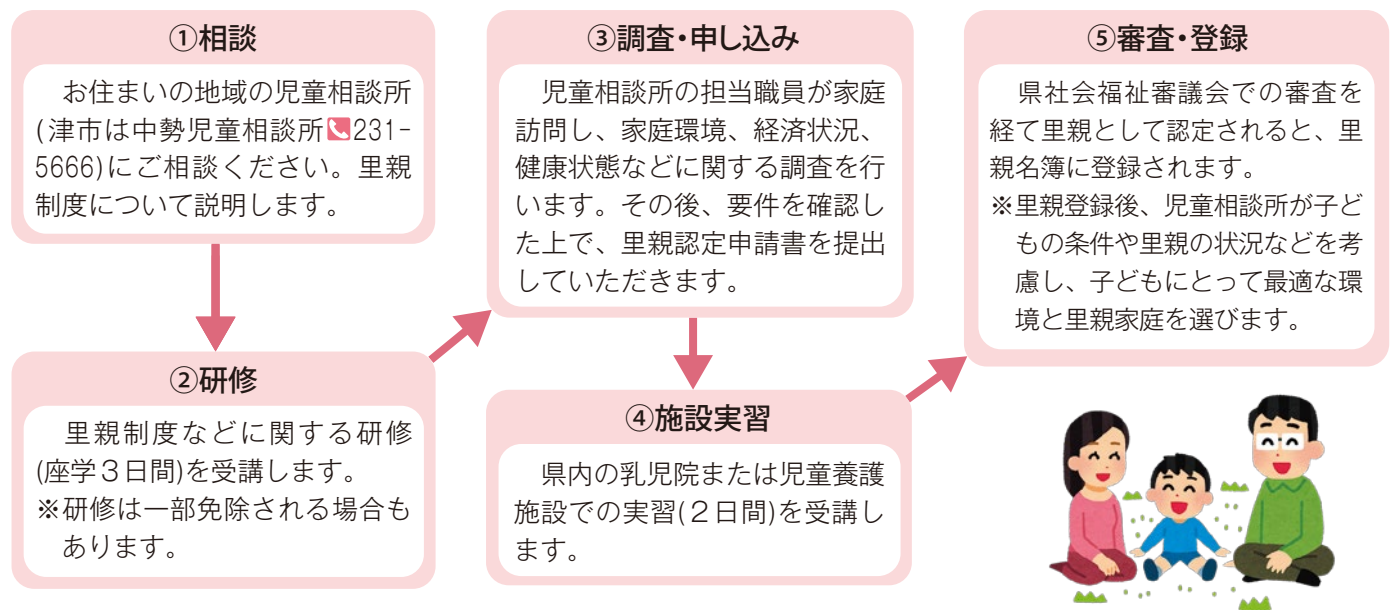 ①相談
お住まいの地域の児童相談所
(津市は中勢児童相談所231-
5666)にご相談ください。里親
制度について説明します。
②研修
里親制度などに関する研修
(座学３日間)を受講します。
※研修は一部免除される場合も
あります。
③調査・申し込み
児童相談所の担当職員が家庭
訪問し、家庭環境、経済状況、
健康状態などに関する調査を行
います。その後、要件を確認し
た上で、里親認定申請書を提出
していただきます。
④施設実習
県内の乳児院または児童養護
施設での実習(２日間)を受講し
ます。
⑤審査・登録
県社会福祉審議会での審査を
経て里親として認定されると、里
親名簿に登録されます。
※里親登録後、児童相談所が子ど
もの条件や里親の状況などを考
慮し、子どもにとって最適な環
境と里親家庭を選びます。